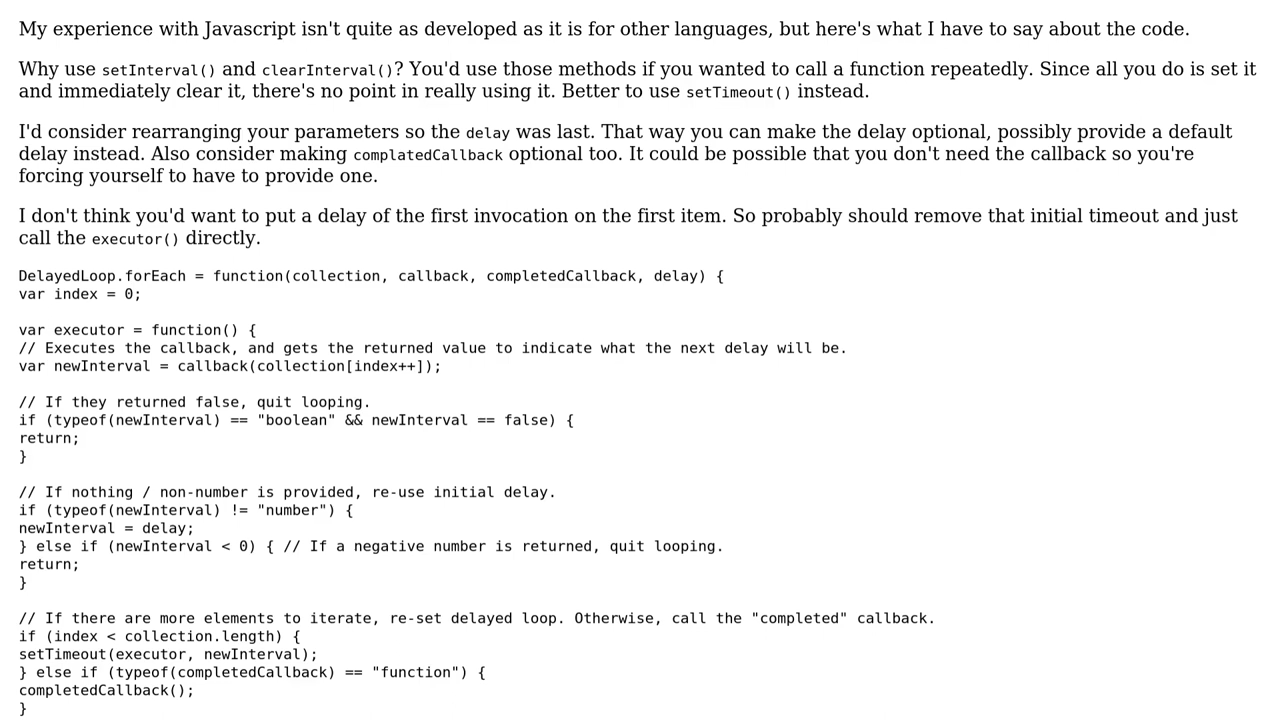 My experience with Javascript isn't quite as developed as it is for other languages, but here's what I have to say about the code.
Why use setInterval() and clearInterval()? You'd use those methods if you wanted to call a function repeatedly. Since all you do is set it
and immediately clear it, there's no point in really using it. Better to use setTimeout() instead.
I'd consider rearranging your parameters so the delay was last. That way you can make the delay optional, possibly provide a default
delay instead. Also consider making complatedCallback optional too. It could be possible that you don't need the callback so you're
forcing yourself to have to provide one.
I don't think you'd want to put a delay of the first invocation on the first item. So probably should remove that initial timeout and just
call the executor() directly.
DelayedLoop.forEach = function(collection, callback, completedCallback, delay) {
var index = 0;
var executor = function() {
// Executes the callback, and gets the returned value to indicate what the next delay will be.
var newInterval = callback(collection[index++]);
// If they returned false, quit looping.
if (typeof(newInterval) == "boolean" && newInterval == false) {
return;
}
// If nothing / non-number is provided, re-use initial delay.
if (typeof(newInterval) != "number") {
newInterval = delay;
} else if (newInterval < 0) { // If a negative number is returned, quit looping.
return;
}
// If there are more elements to iterate, re-set delayed loop. Otherwise, call the "completed" callback.
if (index < collection.length) {
setTimeout(executor, newInterval);
} else if (typeof(completedCallback) == "function") {
completedCallback();
}